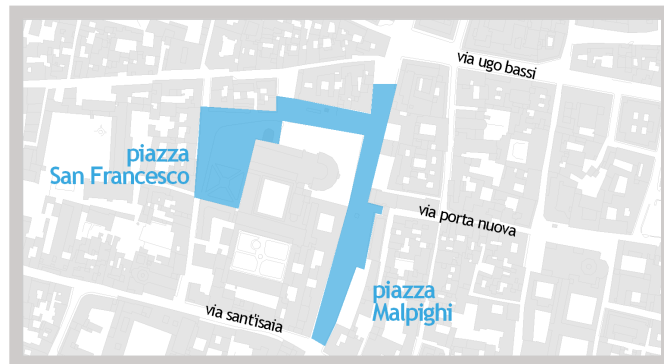 via ugo bassi
piazza
San Francesco
via porta nuova
piazza
Malpighi
via sant'isaia